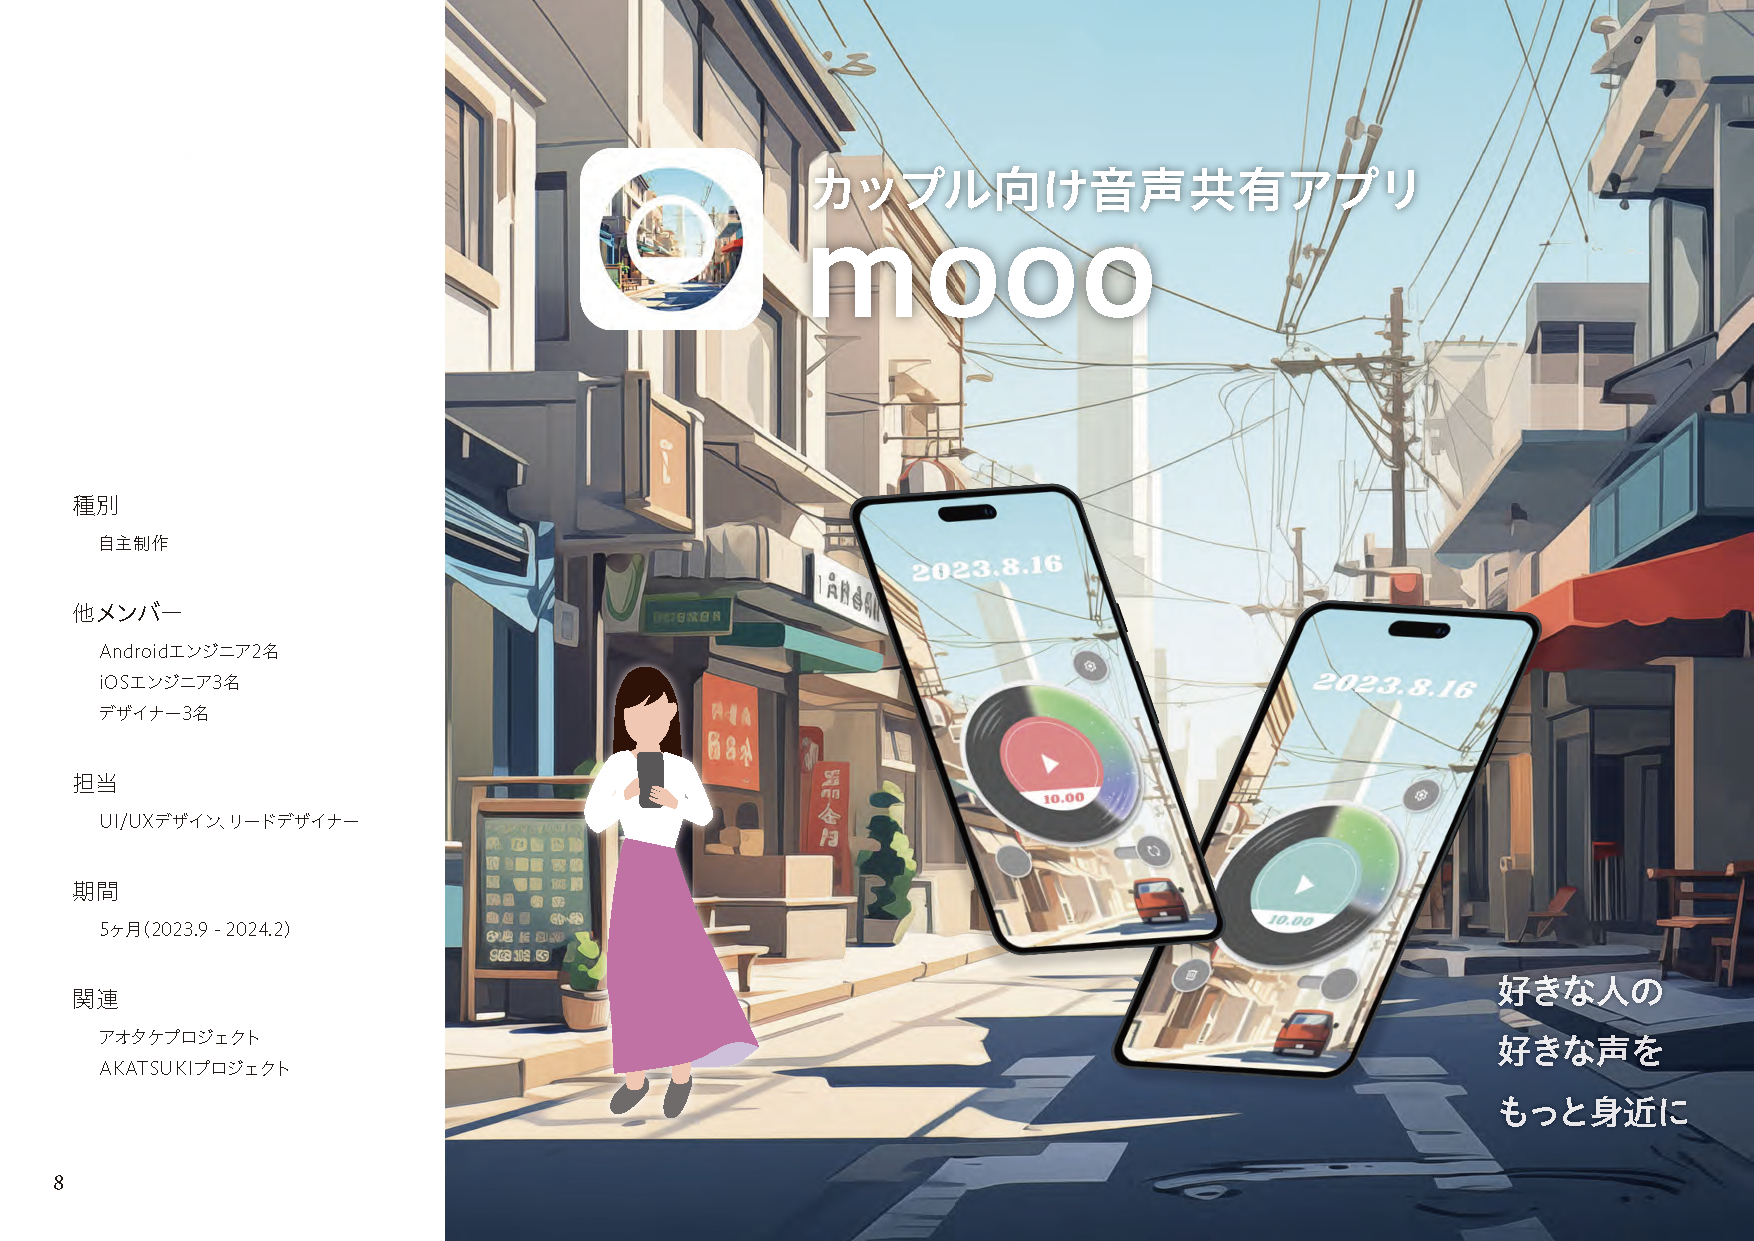 種別
自主制作
他メンバー
Androidエンジニア2名
iOSエンジニア3名
デザイナー3名
担当
UI/UXデザイン、リードデザイナー
期間
5ヶ月（2023.9 - 2024.2）
関連
アオタケプロジェクト
AKATSUKIプロジェクト
8
カップル向け音声共有アプリ
mooo
2023.8.16
10.00
2023.8.16
10.00
好きな人の
好きな声を
もっと身近に